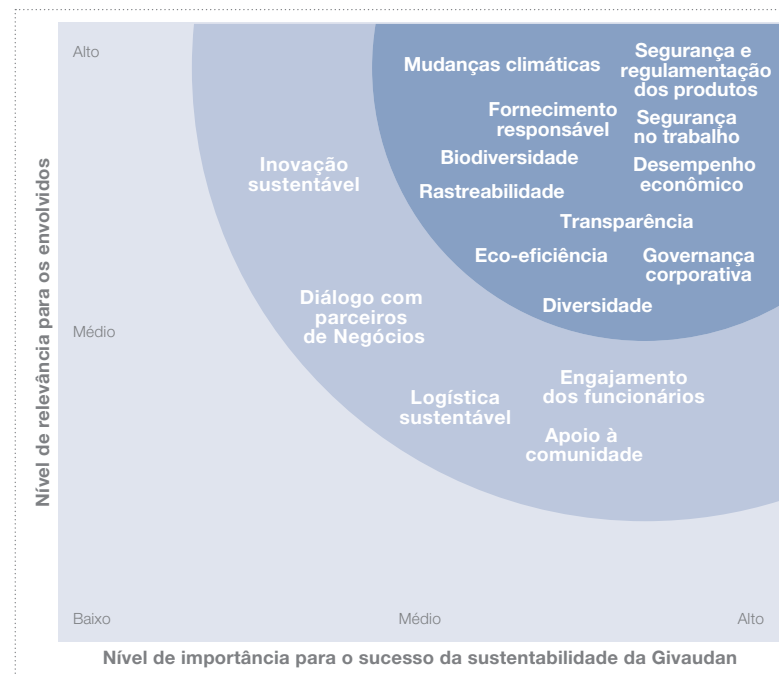 Nível de relevância para os envolvidos
Alto
Médio
Baixo
Médio
Alto
Nível de importância para o sucesso da sustentabilidade da Givaudan
Mudanças climáticas
Segurança e
regulamentação
dos produtos
Fornecimento
responsável
Segurança
no trabalho
Biodiversidade
Desempenho
econômico
Rastreabilidade
Transparência
Eco-eficiência
Governança
corporativa
Diversidade
Inovação
sustentável
Diálogo com
parceiros
de Negócios
Engajamento
dos funcionários
Logística
sustentável
Apoio à
comunidade